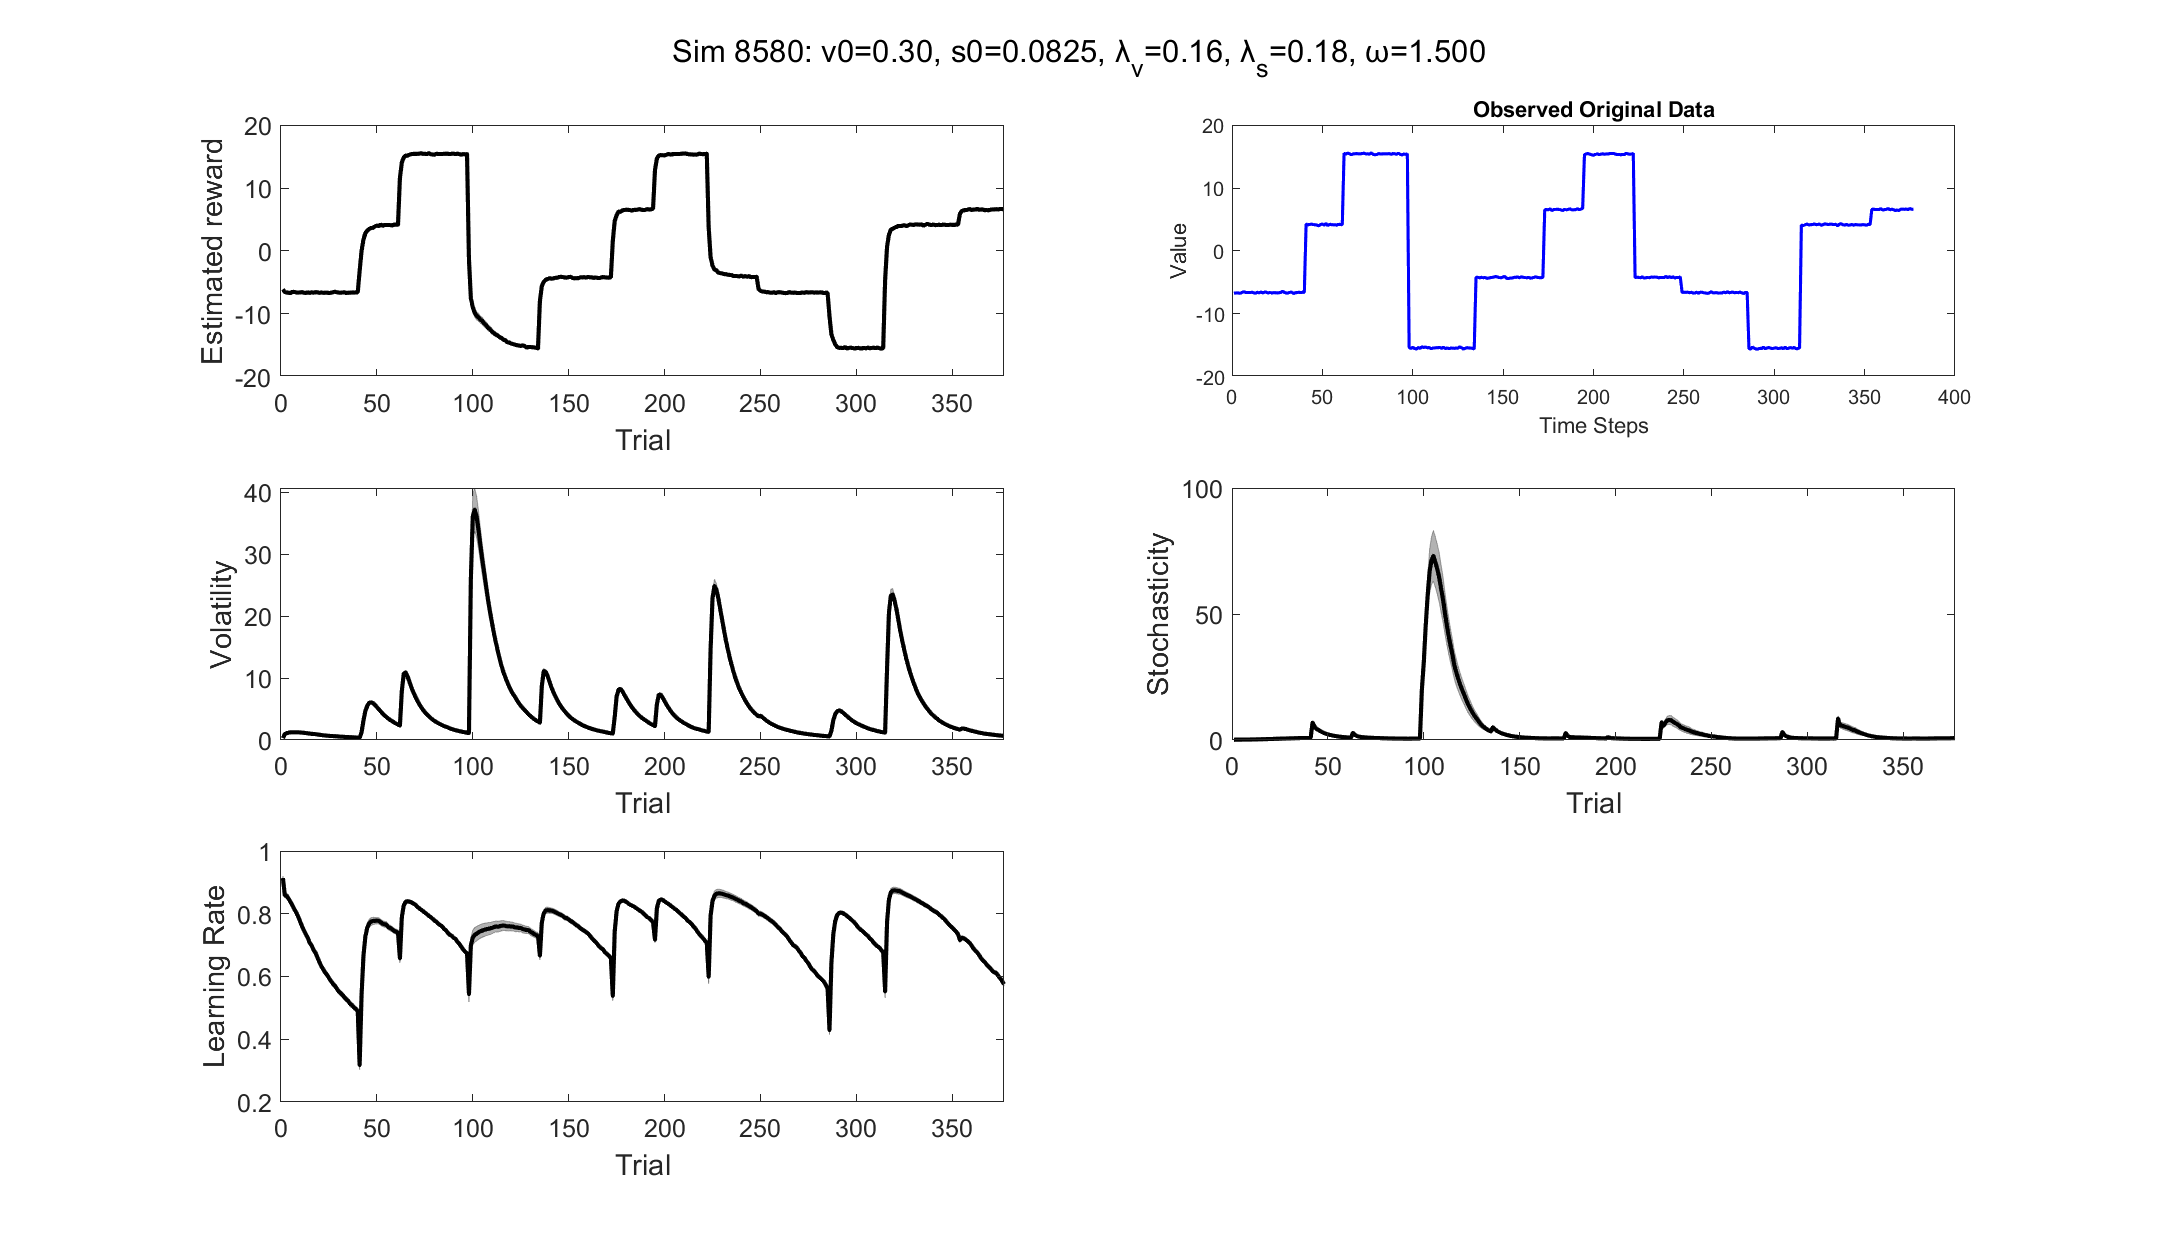 Sim 8580: v0=0.30, s0=0.0825, λv=0.16, λs=0.18, ω=1.500
20
10
0
-10
-20
Estimated reward
0 50 100 150 200 250 300 350
Trial
Observed Original Data
20
10
0
-10
-20
Value
0 50 100 150 200 250 300 350 400
Time Steps
40
30
20
10
0
Volatility
0 50 100 150 200 250 300 350
Trial
100
50
0
Stochasticity
0 50 100 150 200 250 300 350
Trial
1
0.8
0.6
0.4
0.2
Learning Rate
0 50 100 150 200 250 300 350
Trial